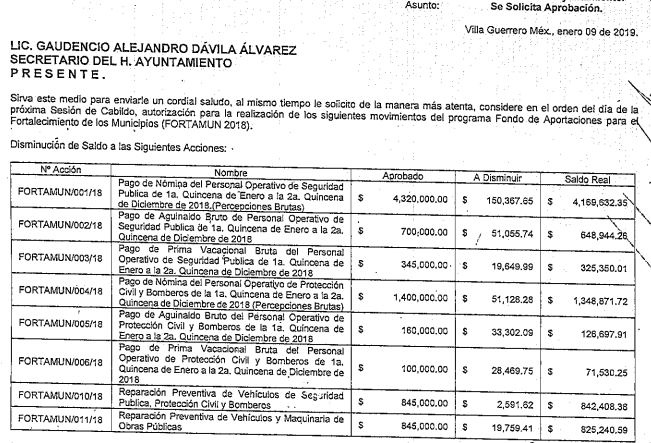 Asunto: Se Solicita Aprobación.
Villa Guerrero Méx., enero 09 de 2019.
LIC. GAUDENCIO ALEJANDRO DÁVILA ÁLVAREZ
SECRETARIO DEL H. AYUNTAMIENTO
P R E S E N T E .
Sirva este medio para enviarle un cordial saludo, al mismo tiempo le solicito de la manera más atenta, considere en el orden del día de la
próxima Sesión de Cabildo, autorización para la realización de los siguientes movimientos del programa Fondo de Aportaciones para el
Fortalecimiento de los Municipios (FORTAMUN 2018).
Disminución de Saldo a las Siguientes Acciones:
Nº Acción Nombre Aprobado A Disminuir Saldo Real
FORTAMUN/001/18 Pago de Nómina del Personal Operativo de Seguridad
Publica de 1a. Quincena de Enero a la 2a. Quincena
de Diciembre de 2018.(Percepciones Brutas) $ 4,320,000.00 $ 150,367.65 $ 4,169,632.35
FORTAMUN/002/18 Pago de Aguinaldo Bruto de Personal Operativo de
Seguridad Publica de 1a. Quincena de Enero a la 2a.
Quincena de Diciembre de 2018 $ 700,000.00 $ 51,055.74 $ 648,944.26
FORTAMUN/003/18 Pago de Prima Vacacional Bruta del Personal
Operativo de Seguridad Publica de 1a. Quincena de
Enero a la 2a. Quincena de Diciembre de 2018 $ 345,000.00 $ 19,649.99 $ 325,350.01
FORTAMUN/004/18 Pago de Nómina del Personal Operativo de Protección
Civil y Bomberos de la 1a. Quincena de Enero a la 2a.
Quincena de Diciembre de 2018 (Percepciones Brutas) $ 1,400,000.00 $ 51,128.28 $ 1,348,871.72
FORTAMUN/005/18 Pago de Aguinaldo Bruto del Personal Operativo de
Protección Civil y Bomberos de la 1a. Quincena de
Enero a la 2a. Quincena de Diciembre de 2018 $ 160,000.00 $ 33,302.09 $ 126,697.91
FORTAMUN/006/18 Pago de Prima Vacacional Bruta del Personal
Operativo de Protección Civil y Bomberos de 1a.
Quincena de Enero a la 2a. Quincena de Diciembre de
2018 $ 100,000.00 $ 28,469.75 $ 71,530.25
FORTAMUN/010/18 Reparación Preventiva de Vehículos de Seguridad
Publica, Protección Civil y Bomberos $ 845,000.00 $ 2,591.62 $ 842,408.38
FORTAMUN/011/18 Reparación Preventiva de Vehículos y Maquinaria de
Obras Públicas $ 845,000.00 $ 19,759.41 $ 825,240.59